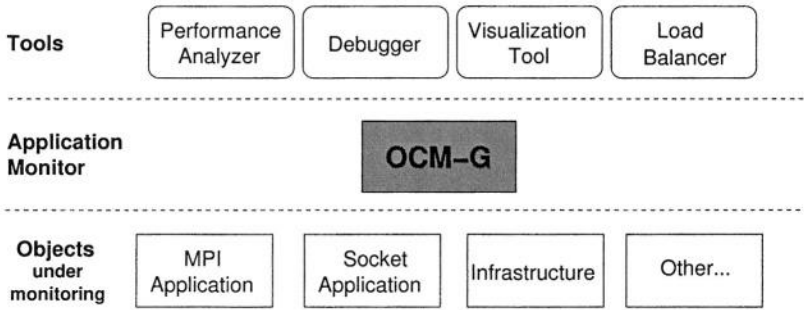 Tools
Performance
Analyzer
Debugger
Visualization
Tool
Load
Balancer
Application
Monitor
OCM–G
Objects
under
monitoring
MPI
Application
Socket
Application
Infrastructure
Other...